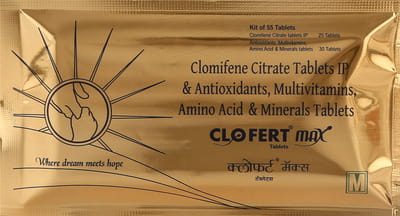 Kit of 55 Tablets
Clomifene Citrate tablets IP 25 Tablets
Antioxidants, Multivitamins,
Amino Acid & Minerals tablets 30 Tablets
Clomifene Citrate Tablets IP
& Antioxidants, Multivitamins,
Amino Acid & Minerals Tablets
CLOFERT® max
Tablets
Where dream meets hope
क्लोफर्ट® मॅक्स
टॅबलेट्स
M